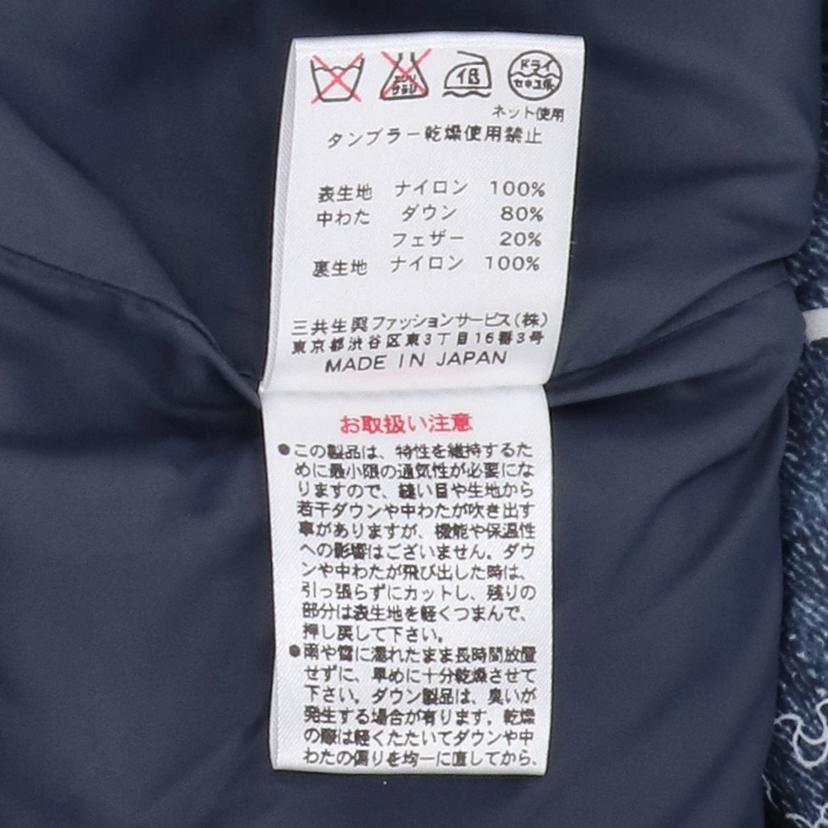 エンソ
サラシ
低
ドライ
セキユ系
ネット使用
タンブラー乾燥使用禁止
表生地 ナイロン 100%
中わた ダウン 80%
フェザー 20%
裏生地 ナイロン 100%
三共生興ファッションサービス(株)
東京都渋谷区東3丁目16番3号
MADE IN JAPAN
お取扱い注意
●この製品は、特性を維持するた
めに最小限の通気性が必要にな
りますので、縫い目や生地から
若干ダウンや中わたが吹き出す
事がありますが、機能や保温性
への影響はございません。ダウ
ンや中わたが飛び出した時は、
引っ張らずにカットし、残りの
部分は表生地を軽くつまんで、
押し戻して下さい。
●雨や雪に濡れたまま長時間放置
せずに、早めに十分乾燥させて
下さい。ダウン製品は、臭いが
発生する場合が有ります。乾燥
の際は軽くたたいてダウンや中
わたの偏りを均一に直してから、